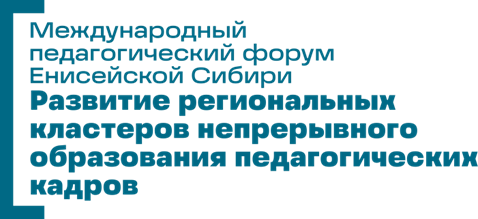 Международный
педагогический форум
Енисейской Сибири
Развитие региональных
кластеров непрерывного
образования педагогических
кадров